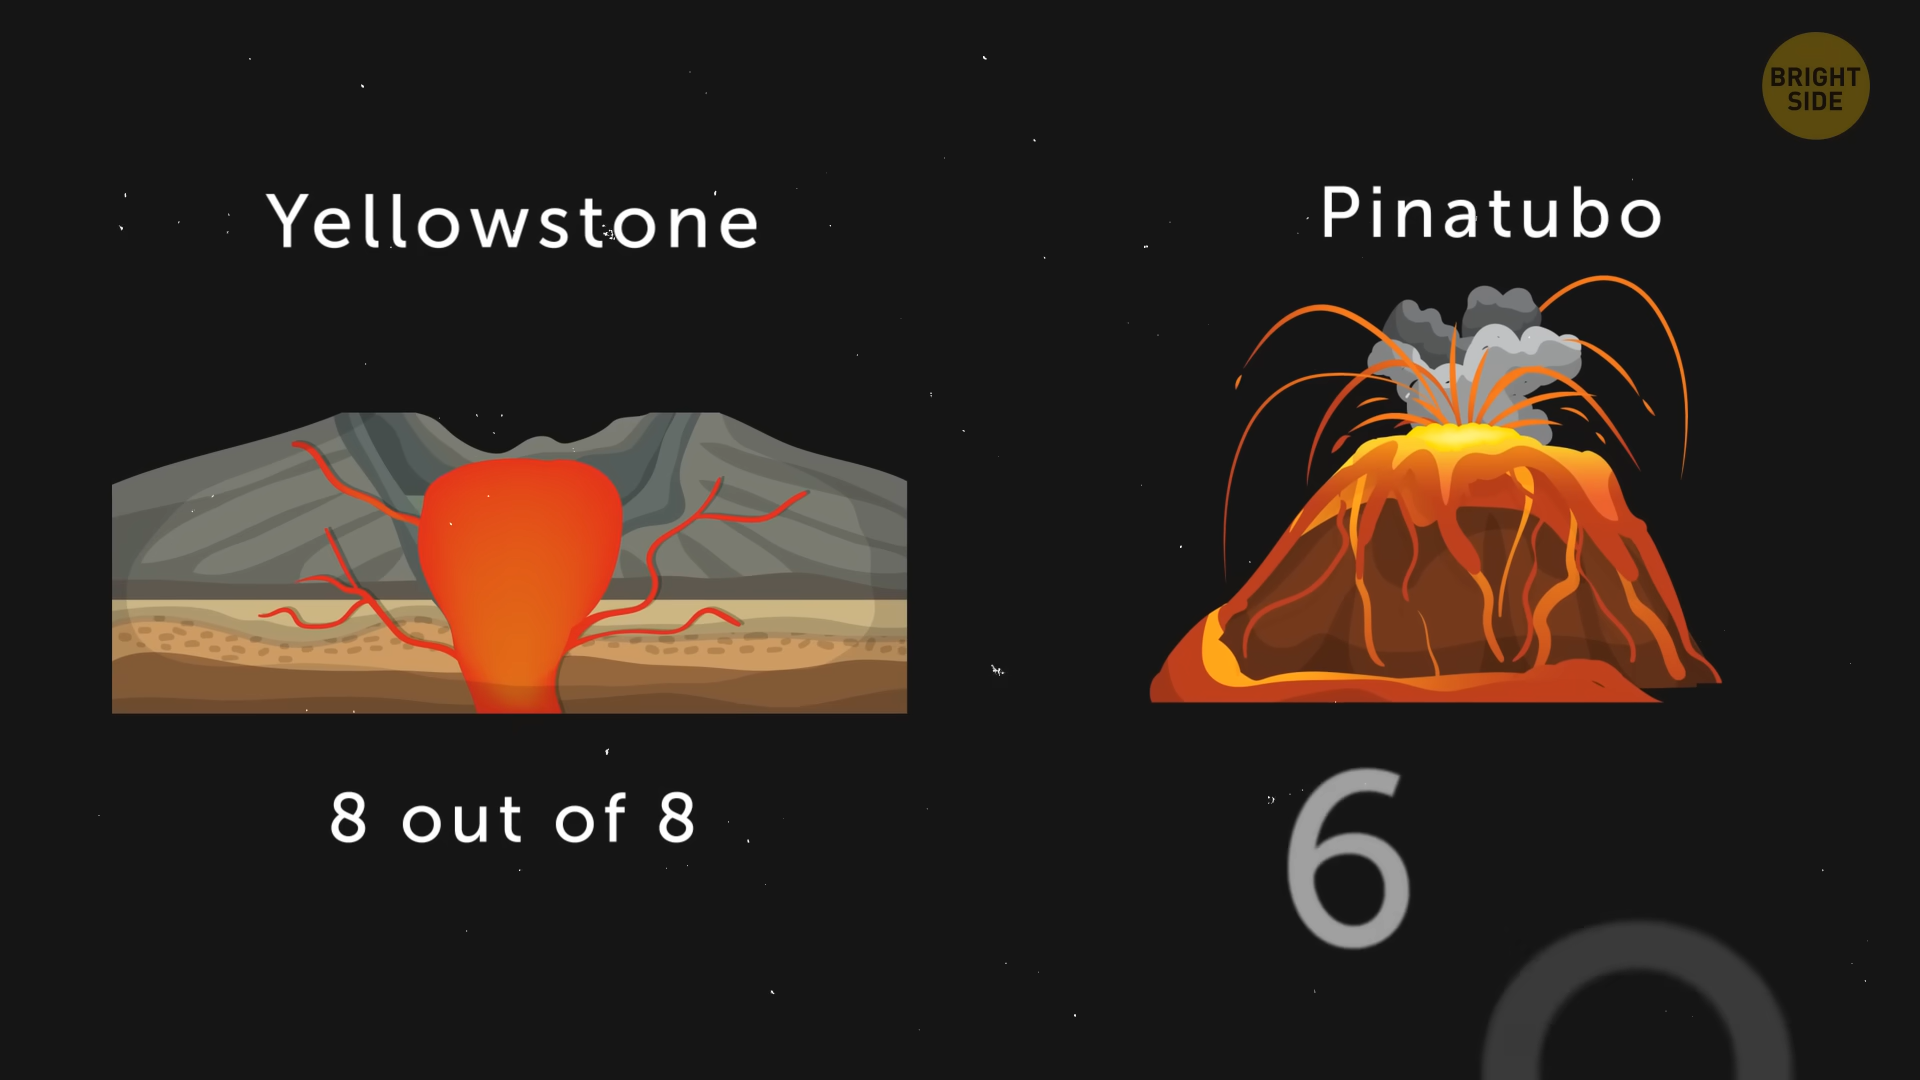 BRIGHT
SIDE
Yellowstone
Pinatubo
8 out of 8
6